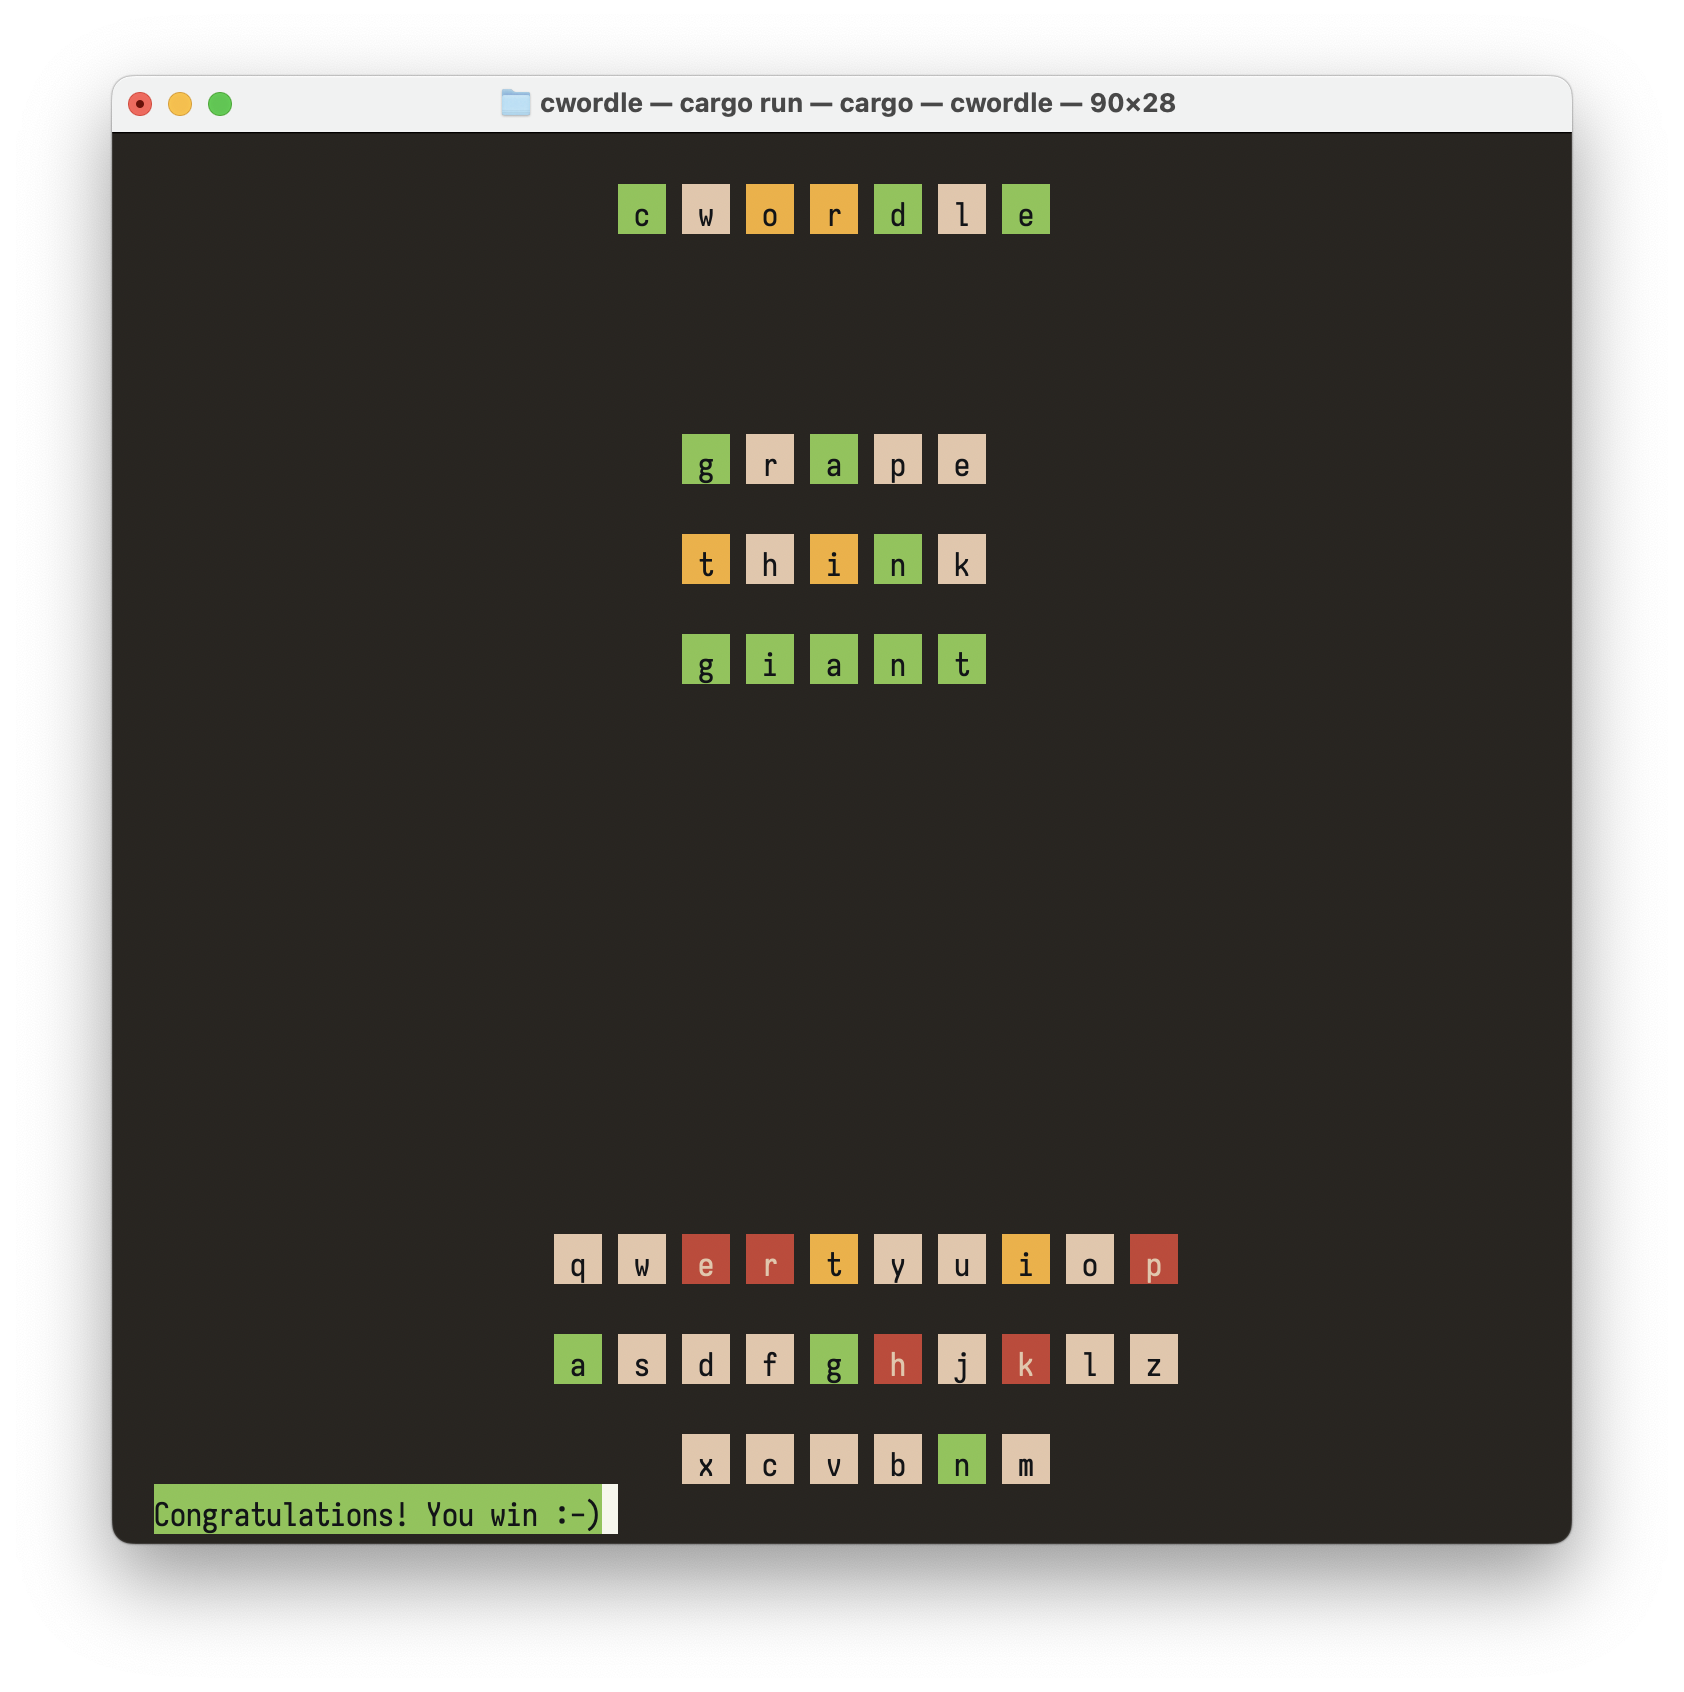 cwordle — cargo run — cargo — cwordle — 90×28
c w o r d l e
g r a p e
t h i n k
g i a n t
q w e r t y u i o p
a s d f g h j k l z
x c v b n m
Congratulations! You win :-)